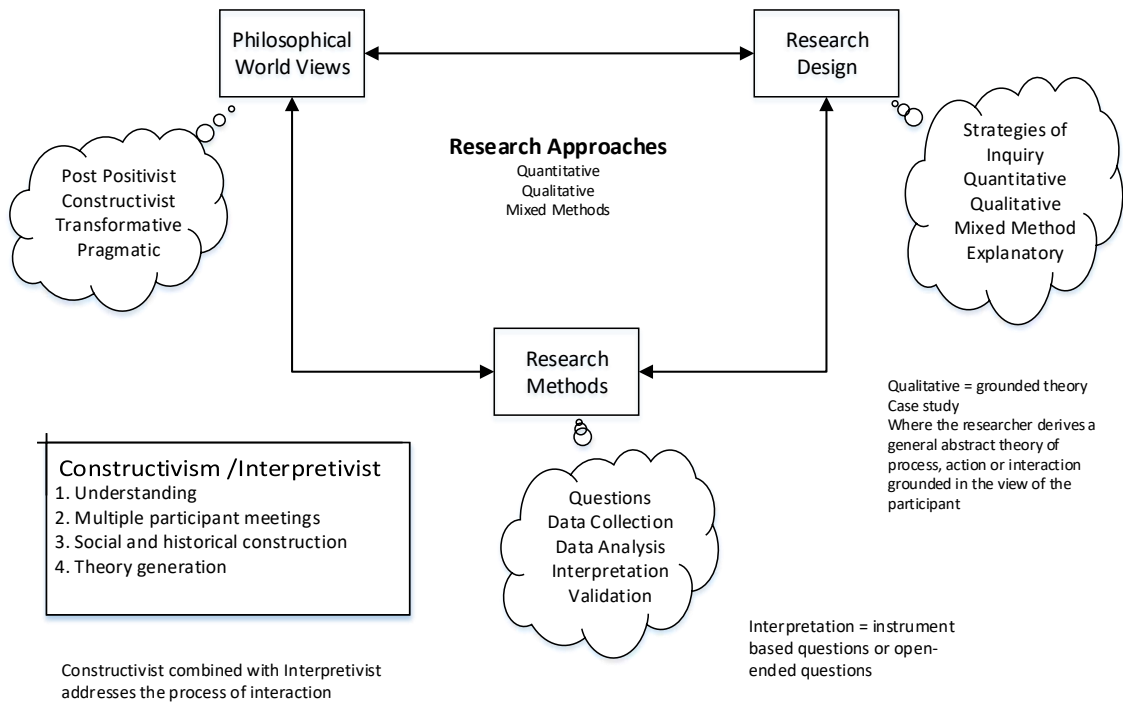 Philosophical
World Views
Research
Design
Research Approaches
Quantitative
Qualitative
Mixed Methods
Post Positivist
Constructivist
Transformative
Pragmatic
Strategies of
Inquiry
Quantitative
Qualitative
Mixed Method
Explanatory
Research
Methods
Qualitative = grounded theory
Case study
Where the researcher derives a
general abstract theory of
process, action or interaction
grounded in the view of the
participant
Constructivism /Interpretivist
1. Understanding
2. Multiple participant meetings
3. Social and historical construction
4. Theory generation
Questions
Data Collection
Data Analysis
Interpretation
Validation
Interpretation = instrument
based questions or open-
ended questions
Constructivist combined with Interpretivist
addresses the process of interaction